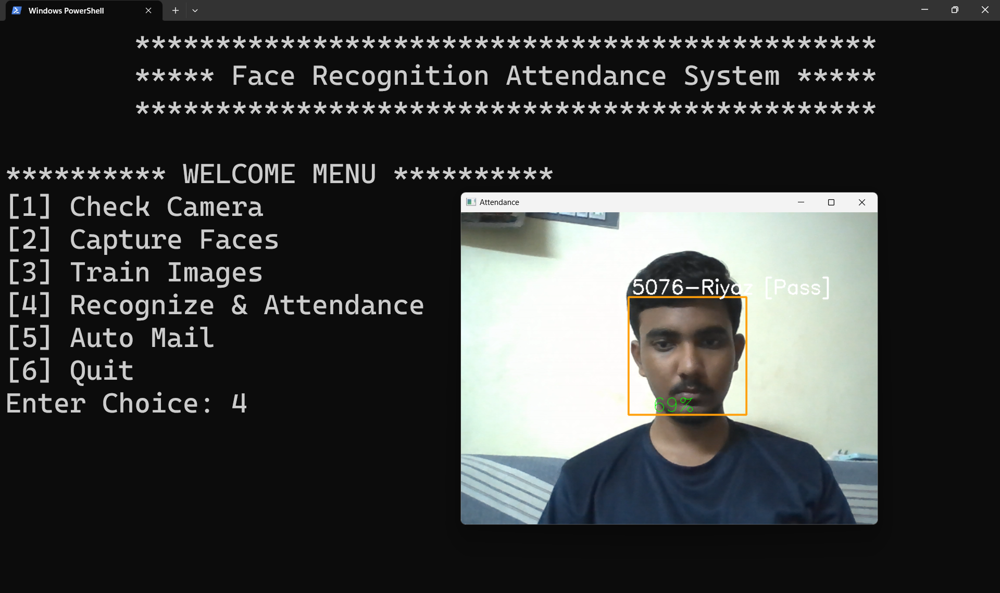 Windows PowerShell
**********************************************
***** Face Recognition Attendance System *****
**********************************************
********** WELCOME MENU **********
[1] Check Camera
[2] Capture Faces
[3] Train Images
[4] Recognize & Attendance
[5] Auto Mail
[6] Quit
Enter Choice: 4
Attendance
5076-Riyaz [Pass]
69%